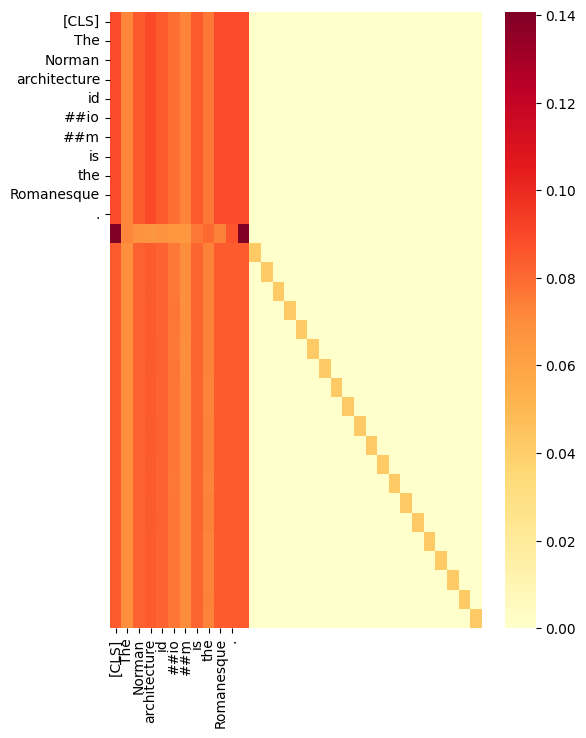 [CLS]
The
Norman
architecture
id
##io
##m
is
the
Romanesque
.
0.14
0.12
0.10
0.08
0.06
0.04
0.02
0.00
[CLS]
The
Norman
architecture
id
##io
##m
is
the
Romanesque
.